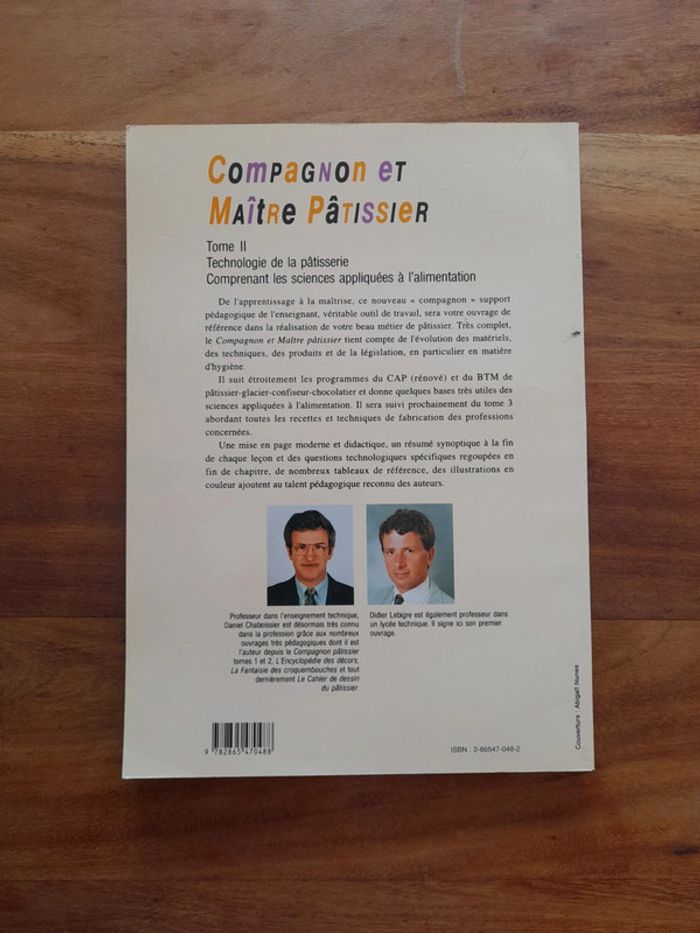 Compagnon et
Maître Pâtissier
Tome II
Technologie de la pâtisserie
Comprenant les sciences appliquées à l'alimentation
De l'apprentissage à la maîtrise, ce nouveau « compagnon » support
pédagogique de l'enseignant, véritable outil de travail, sera votre ouvrage de
référence dans la réalisation de votre beau métier de pâtissier. Très complet,
le Compagnon et Maître pâtissier tient compte de l'évolution des matériels,
des techniques, des produits et de la législation, en particulier en matière
d'hygiène.
Il suit étroitement les programmes du CAP (rénové) et du BTM de
pâtissier-glacier-confiseur-chocolatier et donne quelques bases très utiles des
sciences appliquées à l'alimentation. Il sera suivi prochainement du tome 3
abordant toutes les recettes et techniques de fabrication des professions
concernées.
Une mise en page moderne et didactique, un résumé synoptique à la fin
de chaque leçon et des questions technologiques spécifiques regoupées en
fin de chapitre, de nombreux tableaux de référence, des illustrations en
couleur ajoutent au talent pédagogique reconnu des auteurs.
Professeur dans l'enseignement technique,
Daniel Chaboissier est désormais très connu
dans la profession grâce aux nombreux
ouvrages très pédagogiques dont il est
l'auteur depuis le Compagnon pâtissier
tomes 1 et 2, L'Encyclopédie des décors,
La Fantaisie des croquembouches et tout
dernièrement Le Cahier de dessin
du pâtissier.
Didier Lebigre est également professeur dans
un lycée technique. Il signe ici son premier
ouvrage.
Couverture : Abigaïl Nunes
9 782865 470488
ISBN : 2-86547-048-2